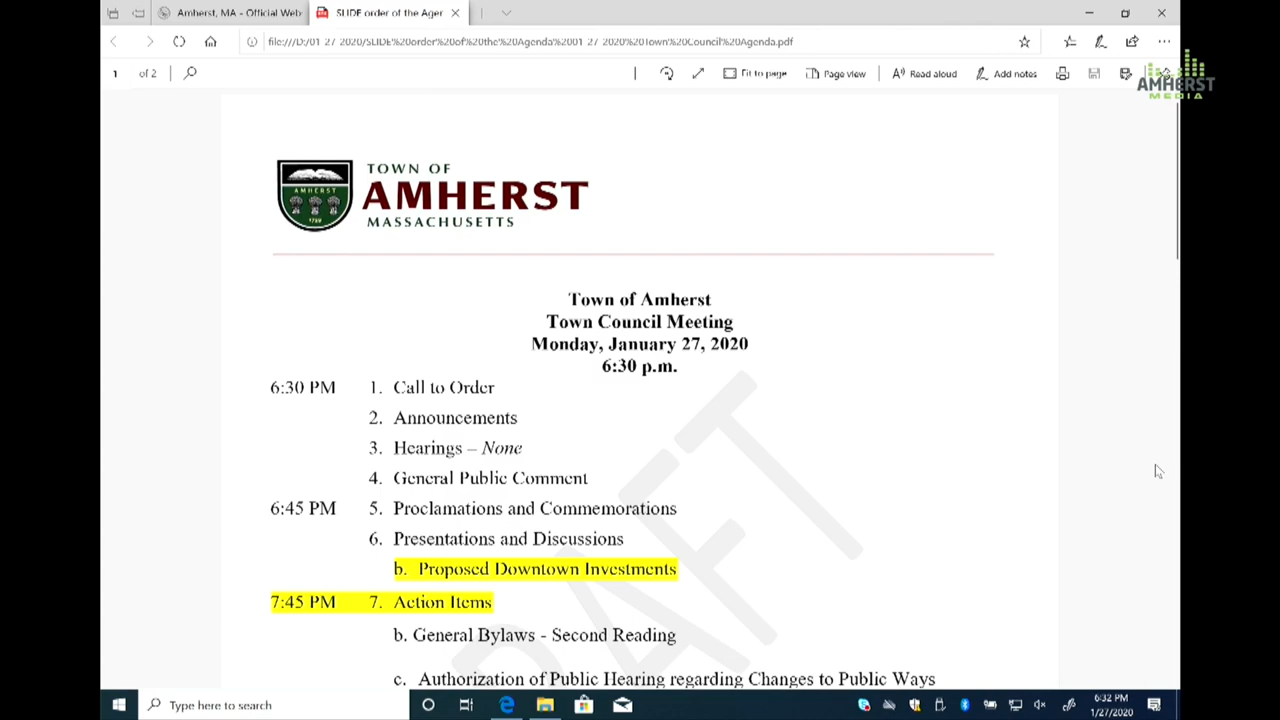 Amherst, MA - Official Webs
SLIDE order of the Agen
file:///D:/01-27-2020/SLIDE%20order%20of%20the%20Agenda%2001-27-2020%20Town%20Council%20Agenda.pdf
1 of 2
Fit to page
Page view
Read aloud
Add notes
AMHERST
MEDIA
TOWN OF
AMHERST
MASSACHUSETTS
AMHERST
1759
Town of Amherst
Town Council Meeting
Monday, January 27, 2020
6:30 p.m.
6:30 PM 1. Call to Order
2. Announcements
3. Hearings – None
4. General Public Comment
6:45 PM 5. Proclamations and Commemorations
6. Presentations and Discussions
b. Proposed Downtown Investments
7:45 PM 7. Action Items
b. General Bylaws - Second Reading
c. Authorization of Public Hearing regarding Changes to Public Ways
DRAFT
Type here to search
6:32 PM
1/27/2020